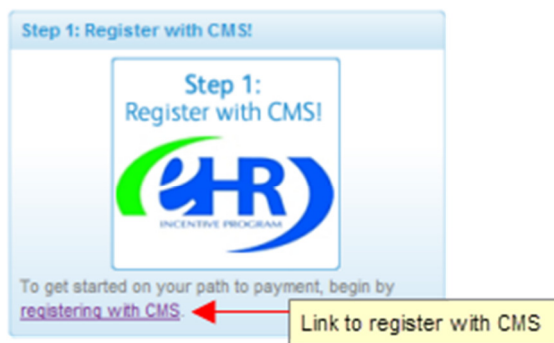 Step 1: Register with CMS!
Step 1:
Register with CMS!
eHR
INCENTIVE PROGRAM
To get started on your path to payment, begin by
registering with CMS.
Link to register with CMS